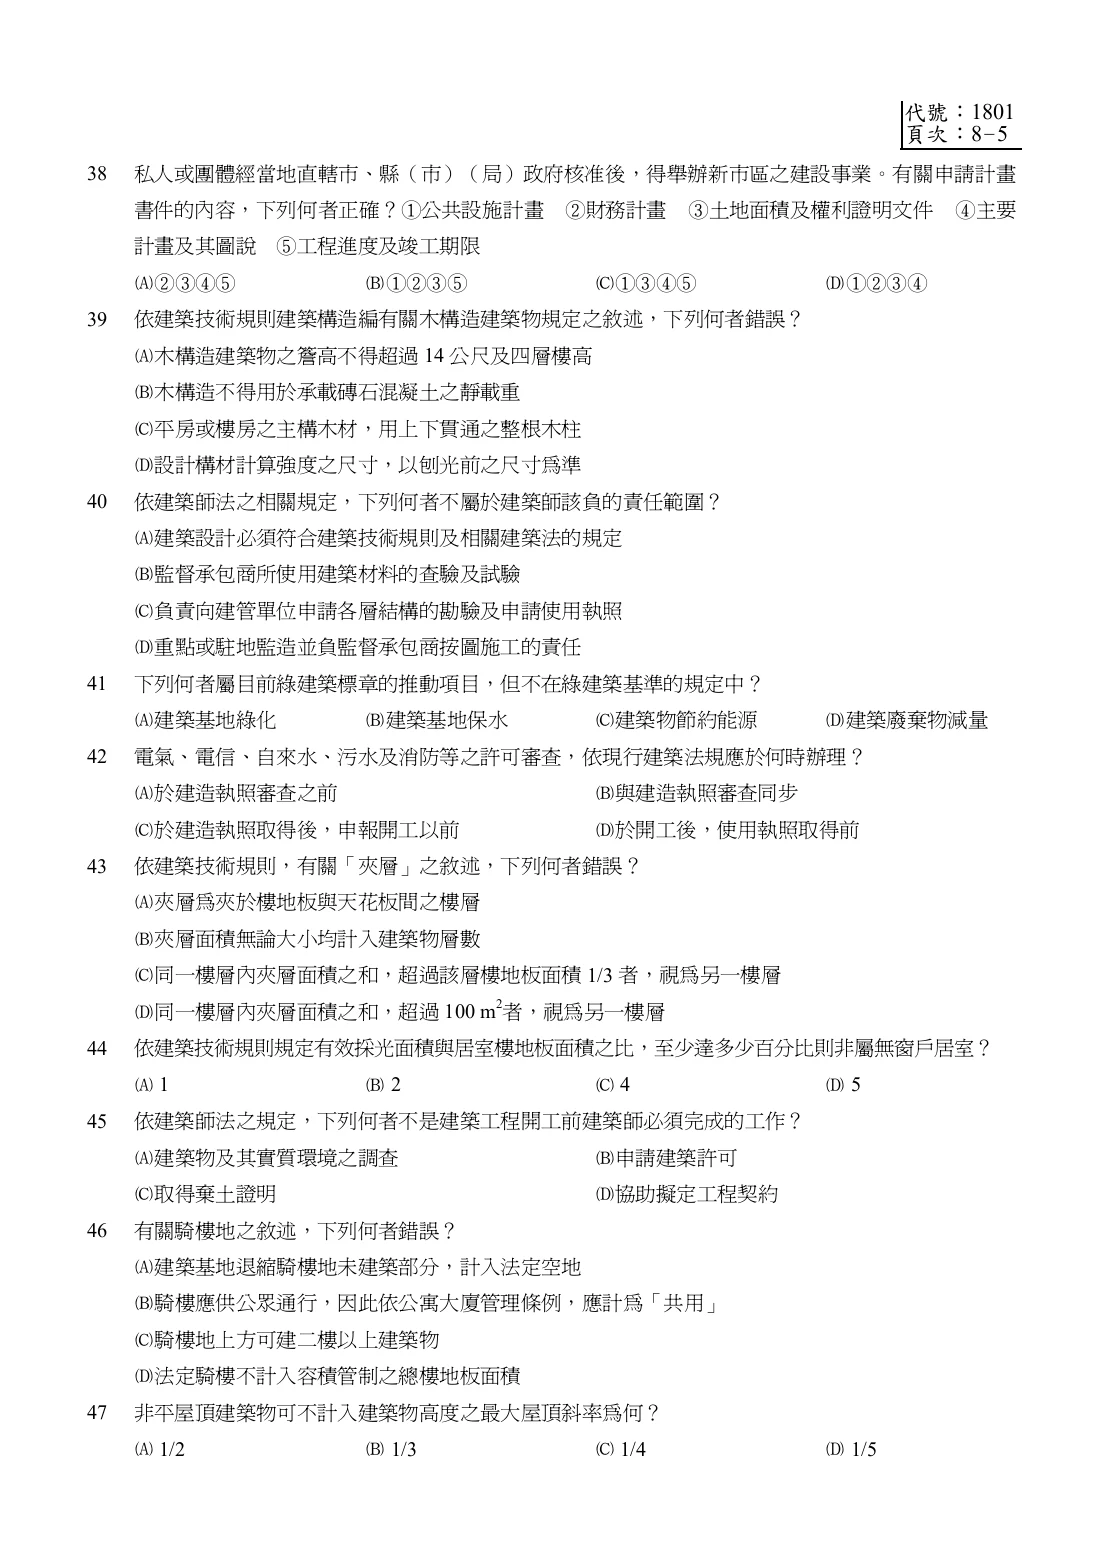 代號：1801
頁次：8－5
38 私人或團體經當地直轄市、縣（市）（局）政府核准後，得舉辦新市區之建設事業。有關申請計畫
書件的內容，下列何者正確？①公共設施計畫　②財務計畫　③土地面積及權利證明文件　④主要
計畫及其圖說　⑤工程進度及竣工期限
(A)②③④⑤ (B)①②③⑤ (C)①③④⑤ (D)①②③④
39 依建築技術規則建築構造編有關木構造建築物規定之敘述，下列何者錯誤？
(A)木構造建築物之簷高不得超過 14 公尺及四層樓高
(B)木構造不得用於承載磚石混凝土之靜載重
(C)平房或樓房之主構木材，用上下貫通之整根木柱
(D)設計構材計算強度之尺寸，以刨光前之尺寸為準
40 依建築師法之相關規定，下列何者不屬於建築師該負的責任範圍？
(A)建築設計必須符合建築技術規則及相關建築法的規定
(B)監督承包商所使用建築材料的查驗及試驗
(C)負責向建管單位申請各層結構的勘驗及申請使用執照
(D)重點或駐地監造並負監督承包商按圖施工的責任
41 下列何者屬目前綠建築標章的推動項目，但不在綠建築基準的規定中？
(A)建築基地綠化 (B)建築基地保水 (C)建築物節約能源 (D)建築廢棄物減量
42 電氣、電信、自來水、污水及消防等之許可審查，依現行建築法規應於何時辦理？
(A)於建造執照審查之前 (B)與建造執照審查同步
(C)於建造執照取得後，申報開工以前 (D)於開工後，使用執照取得前
43 依建築技術規則，有關「夾層」之敘述，下列何者錯誤？
(A)夾層為夾於樓地板與天花板間之樓層
(B)夾層面積無論大小均計入建築物層數
(C)同一樓層內夾層面積之和，超過該層樓地板面積 1/3 者，視為另一樓層
(D)同一樓層內夾層面積之和，超過 100 m²者，視為另一樓層
44 依建築技術規則規定有效採光面積與居室樓地板面積之比，至少達多少百分比則非屬無窗戶居室？
(A) 1 (B) 2 (C) 4 (D) 5
45 依建築師法之規定，下列何者不是建築工程開工前建築師必須完成的工作？
(A)建築物及其實質環境之調查 (B)申請建築許可
(C)取得棄土證明 (D)協助擬定工程契約
46 有關騎樓地之敘述，下列何者錯誤？
(A)建築基地退縮騎樓地未建築部分，計入法定空地
(B)騎樓應供公眾通行，因此依公寓大廈管理條例，應計為「共用」
(C)騎樓地上方可建二樓以上建築物
(D)法定騎樓不計入容積管制之總樓地板面積
47 非平屋頂建築物可不計入建築物高度之最大屋頂斜率為何？
(A) 1/2 (B) 1/3 (C) 1/4 (D) 1/5